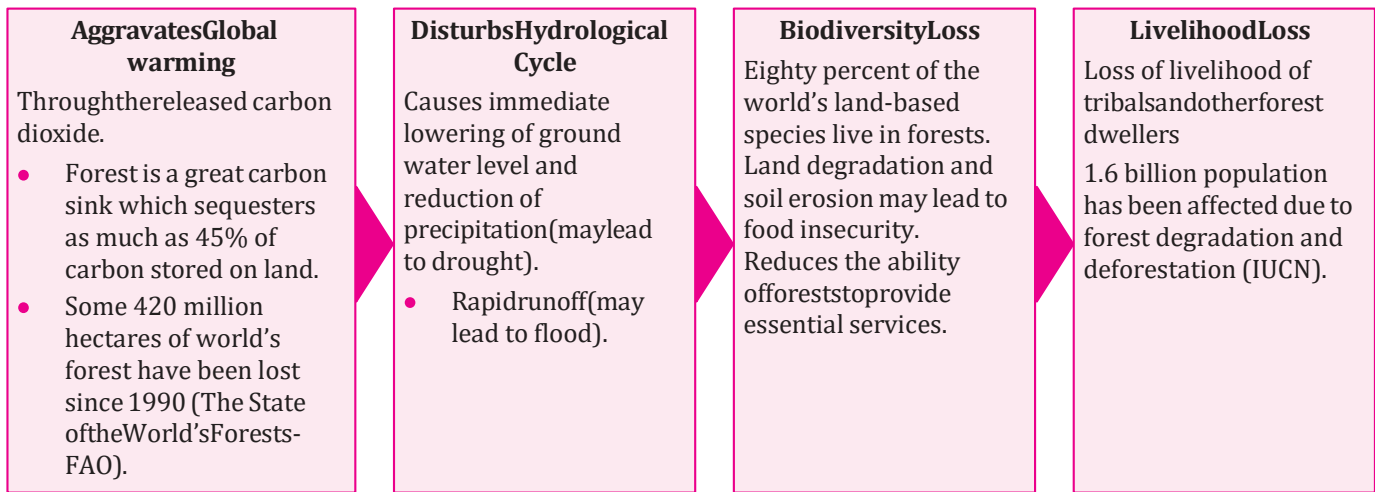 AggravatesGlobal
warming
Throughthereleased carbon
dioxide.
● Forest is a great carbon
sink which sequesters
as much as 45% of
carbon stored on land.
● Some 420 million
hectares of world’s
forest have been lost
since 1990 (The State
oftheWorld’sForests-
FAO).
DisturbsHydrological
Cycle
Causes immediate
lowering of ground
water level and
reduction of
precipitation(maylead
to drought).
● Rapidrunoff(may
lead to flood).
BiodiversityLoss
Eighty percent of the
world’s land-based
species live in forests.
Land degradation and
soil erosion may lead to
food insecurity.
Reduces the ability
offoreststoprovide
essential services.
LivelihoodLoss
Loss of livelihood of
tribalsandotherforest
dwellers
1.6 billion population
has been affected due to
forest degradation and
deforestation (IUCN).